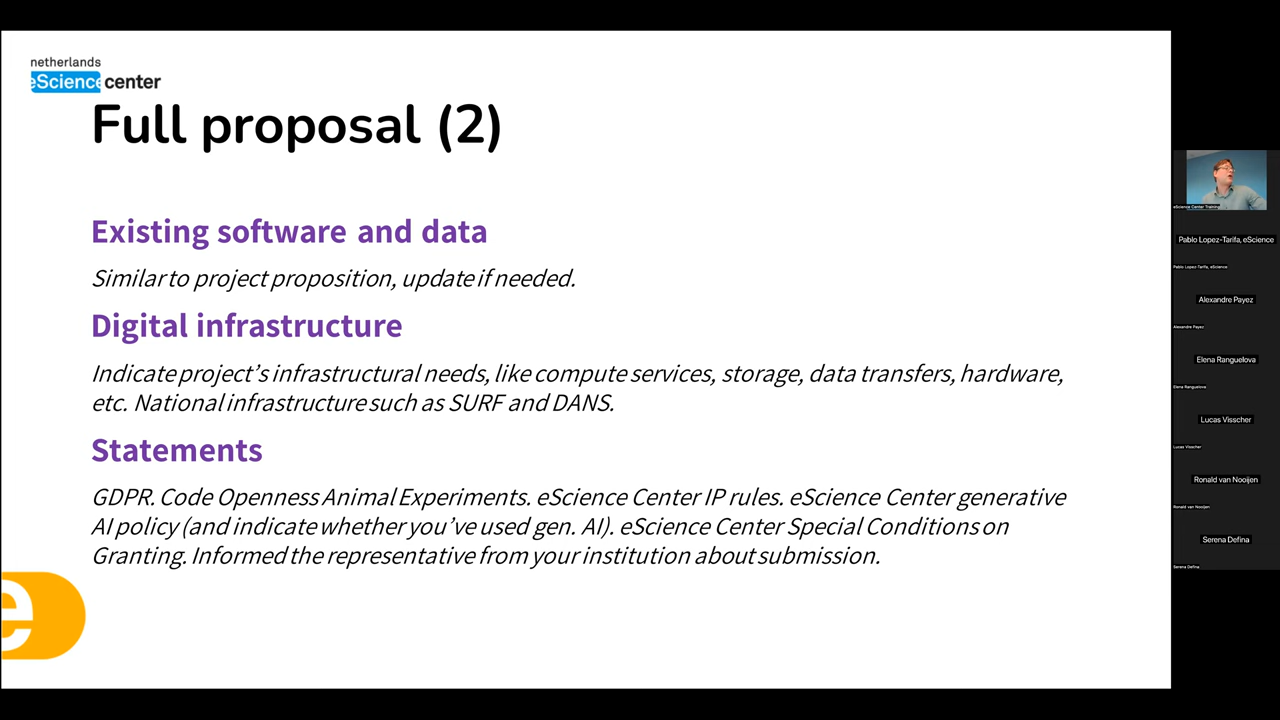 netherlands
eScience center
Full proposal (2)
Existing software and data
Similar to project proposition, update if needed.
Digital infrastructure
Indicate project's infrastructural needs, like compute services, storage, data transfers, hardware,
etc. National infrastructure such as SURF and DANS.
Statements
GDPR. Code Openness Animal Experiments. eScience Center IP rules. eScience Center generative
AI policy (and indicate whether you've used gen. AI). eScience Center Special Conditions on
Granting. Informed the representative from your institution about submission.
e
eScience Center Training
Pablo Lopez-Tarifa, eScience
Pablo Lopez-Tarifa, eScience
Alexandre Payez
Alexandre Payez
Elena Ranguelova
Elena Ranguelova
Lucas Visscher
Lucas Visscher
Ronald van Nooijen
Ronald van Nooijen
Serena Defina
Serena Defina